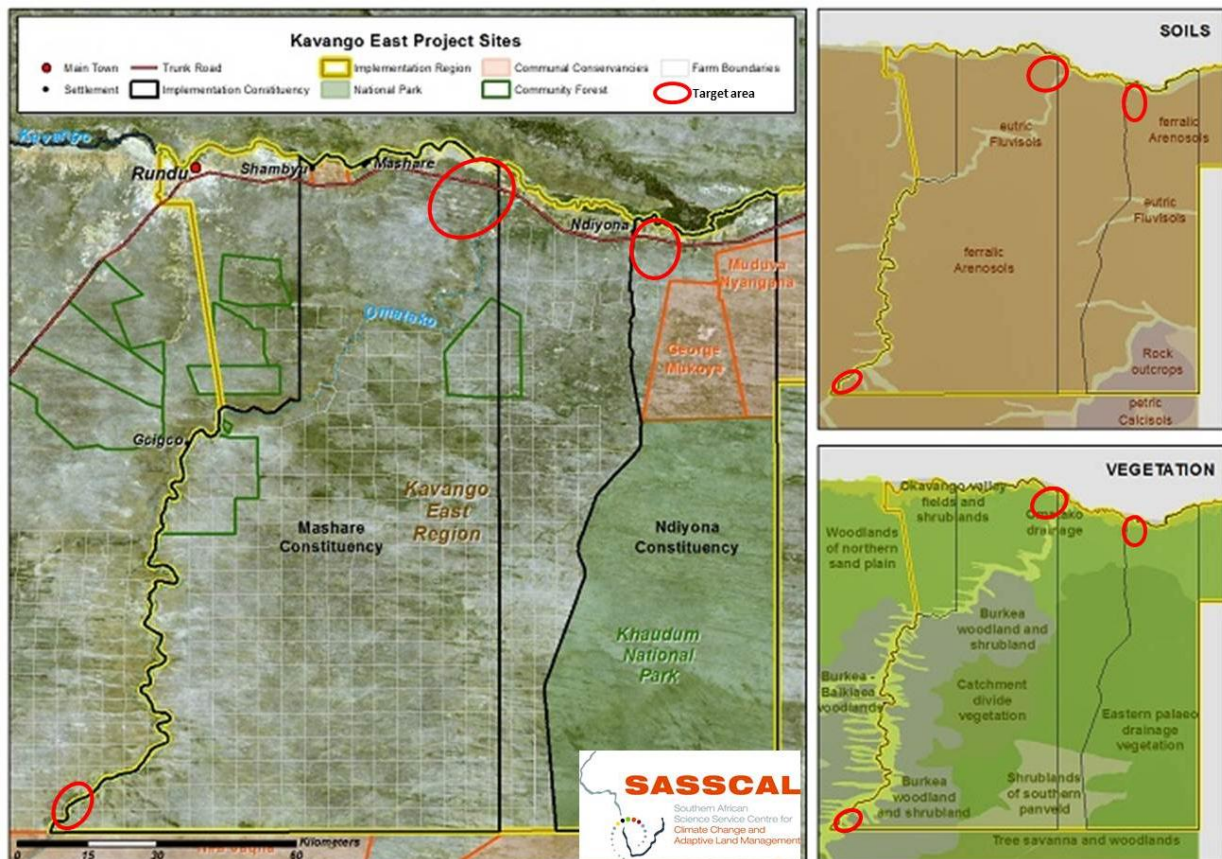 Kavango East Project Sites
Main Town
Trunk Road
Implementation Region
Communal Conservancies
Farm Boundaries
Settlement
Implementation Constituency
National Park
Community Forest
Target area
Kavango
Rundu
Shambyu
Mashare
Ndiyona
Muduva
Nyangana
Omatako
George
Mukoya
Gcigco
Kavango
East
Region
Mashare
Constituency
Ndiyona
Constituency
Khaudum
National
Park
0 15 30 60
Kilometers
SASSCAL
Southern African
Science Service Centre for
Climate Change and
Adaptive Land Management
SOILS
eutric
Fluvisols
ferralic
Arenosols
eutric
Fluvisols
ferralic
Arenosols
Rock
outcrops
petric
Calcisols
VEGETATION
Okavango valley
fields and
shrublands
Omatako
drainage
Woodlands
of northern
sand plain
Burkea
woodland and
shrubland
Burkea -
Baikiaea
woodlands
Catchment
divide
vegetation
Eastern palaeo
drainage
vegetation
Burkea
woodland
and shrubland
Shrublands
of southern
panveld
Tree savanna and woodlands